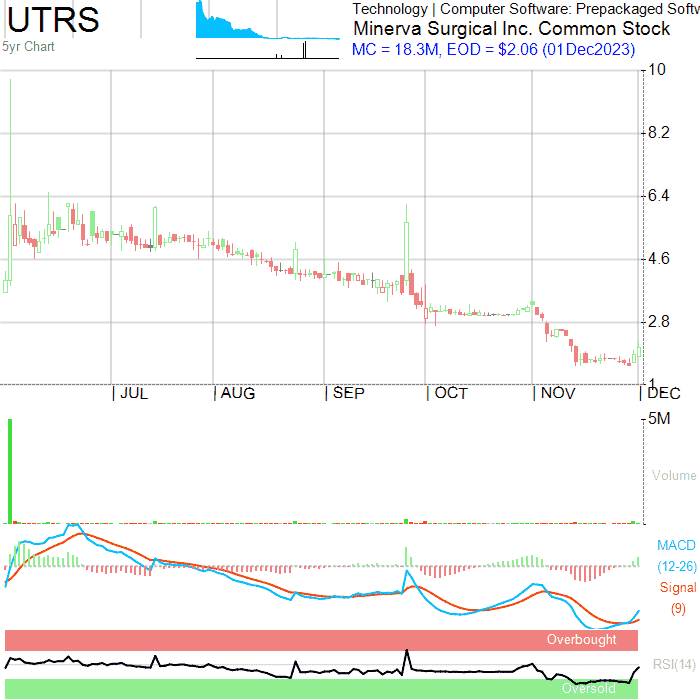 UTRS
5yr Chart
Technology | Computer Software: Prepackaged Softw
Minerva Surgical Inc. Common Stock
MC = 18.3M, EOD = $2.06 (01Dec2023)
10
8.2
6.4
4.6
2.8
1
| JUL | AUG | SEP | OCT | NOV | DEC
5M
Volume
MACD
(12-26)
Signal
(9)
Overbought
RSI(14)
Oversold